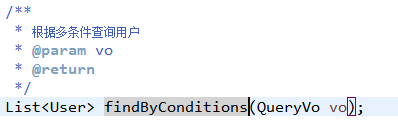 /**
* 根据多条件查询用户
* @param vo
* @return
*/
List<User> findByConditions(QueryVo vo);